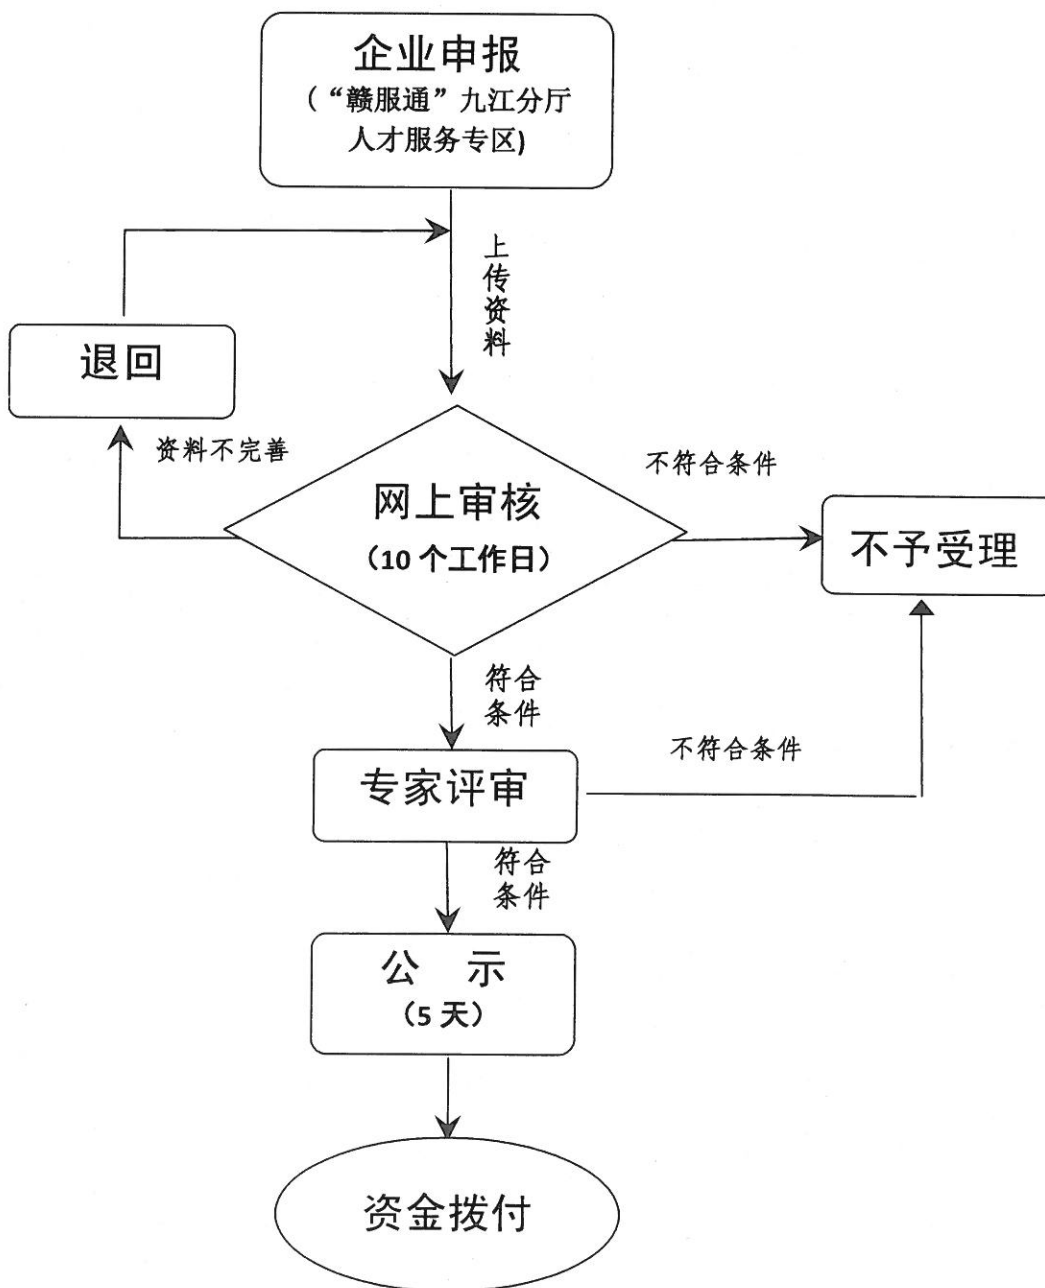 企业申报
(“赣服通”九江分厅
人才服务专区)
上传资料
退回
资料不完善
不符合条件
网上审核
（10 个工作日）
不予受理
符合
条件
专家评审
不符合条件
符合
条件
公 示
（5 天）
资金拨付